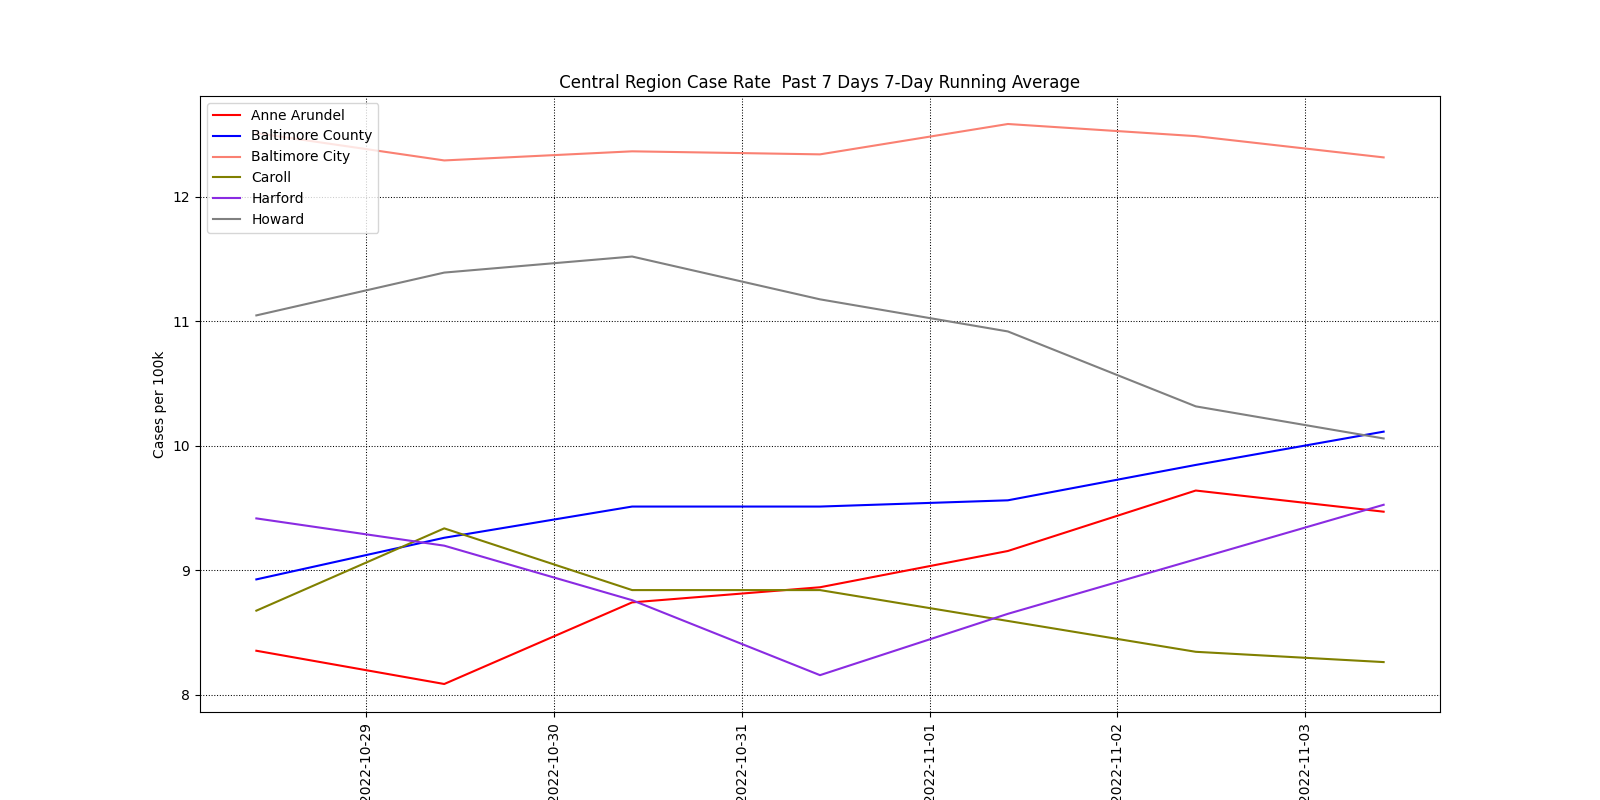 Central Region Case Rate  Past 7 Days 7-Day Running Average
Anne Arundel
Baltimore County
Baltimore City
Caroll
Harford
Howard
Cases per 100k
12
11
10
9
8
2022-10-29
2022-10-30
2022-10-31
2022-11-01
2022-11-02
2022-11-03